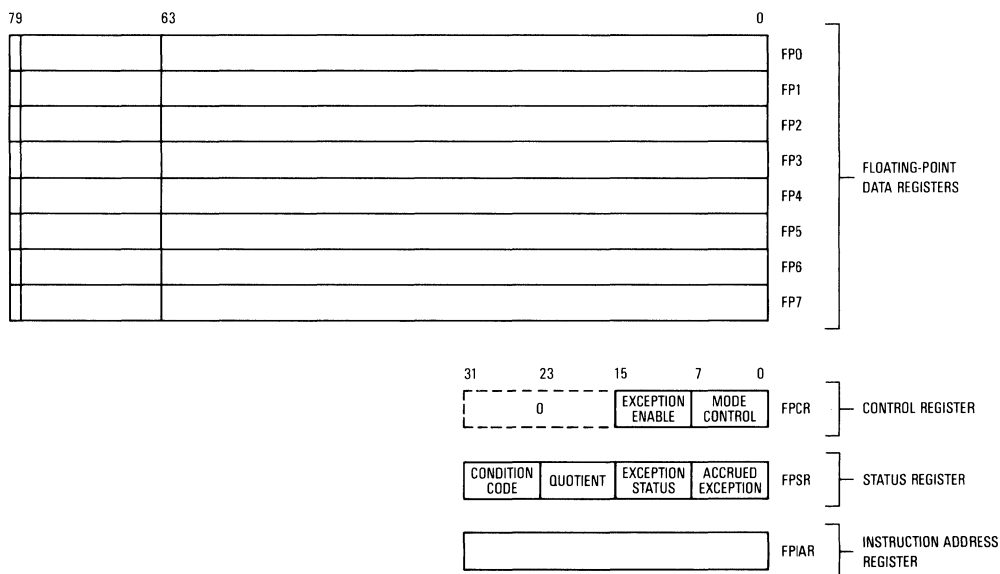 79 63 0
FP0
FP1
FP2
FP3
FP4
FP5
FP6
FP7
FLOATING-POINT
DATA REGISTERS
31 23 15 7 0
0
EXCEPTION
ENABLE
MODE
CONTROL
FPCR
CONTROL REGISTER
CONDITION
CODE
QUOTIENT
EXCEPTION
STATUS
ACCRUED
EXCEPTION
FPSR
STATUS REGISTER
FPIAR
INSTRUCTION ADDRESS
REGISTER